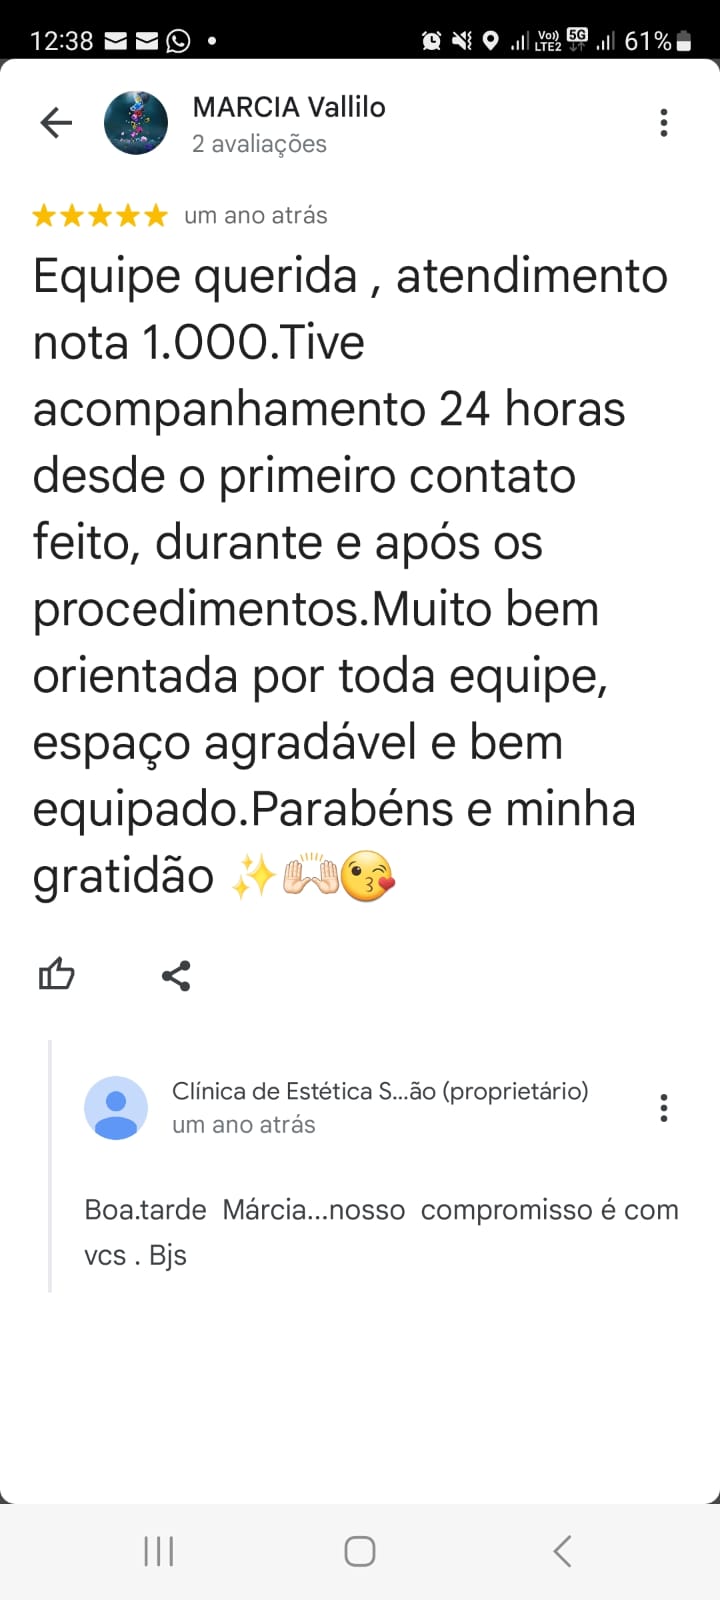 12:38 Vo)) LTE2 5G 61%
MARCIA Vallilo
2 avaliações
um ano atrás
Equipe querida , atendimento
nota 1.000.Tive
acompanhamento 24 horas
desde o primeiro contato
feito, durante e após os
procedimentos.Muito bem
orientada por toda equipe,
espaço agradável e bem
equipado.Parabéns e minha
gratidão ✨🙌🏻😘
Clínica de Estética S...ão (proprietário)
um ano atrás
Boa.tarde Márcia...nosso compromisso é com
vcs . Bjs